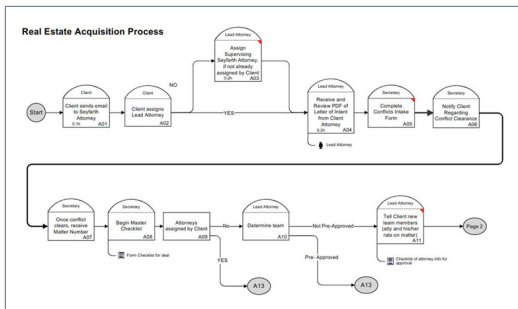 Real Estate Acquisition Process
Lead Attorney
Assign
Supervising
Seyfarth Attorney,
if not already
assigned by Client
0.2h
A03
NO
Client
Client sends email
to Seyfarth
Attorney
0.1h
A01
Client
Client assigns
Lead Attorney
A02
Start
YES
Lead Attorney
Receive and
Review PDF of
Letter of Intent
from Client
Attorney
0.2h
A04
Lead Attorney
Secretary
Complete
Conflicts Intake
Form
A05
Secretary
Notify Client
Regarding
Conflict Clearance
A06
Secretary
Once conflict
clears, receive
Matter Number
A07
Secretary
Begin Master
Checklist
A08
Form Checklist for deal
Attorneys
assigned by Client
A09
No
YES
A13
Lead Attorney
Determine team
A10
Not Pre-Approved
Pre- Approved
A13
Lead Attorney
Tell Client new
team members
(atty and his/her
rate on matter)
A11
Checklist of attorney info for
approval
Page 2